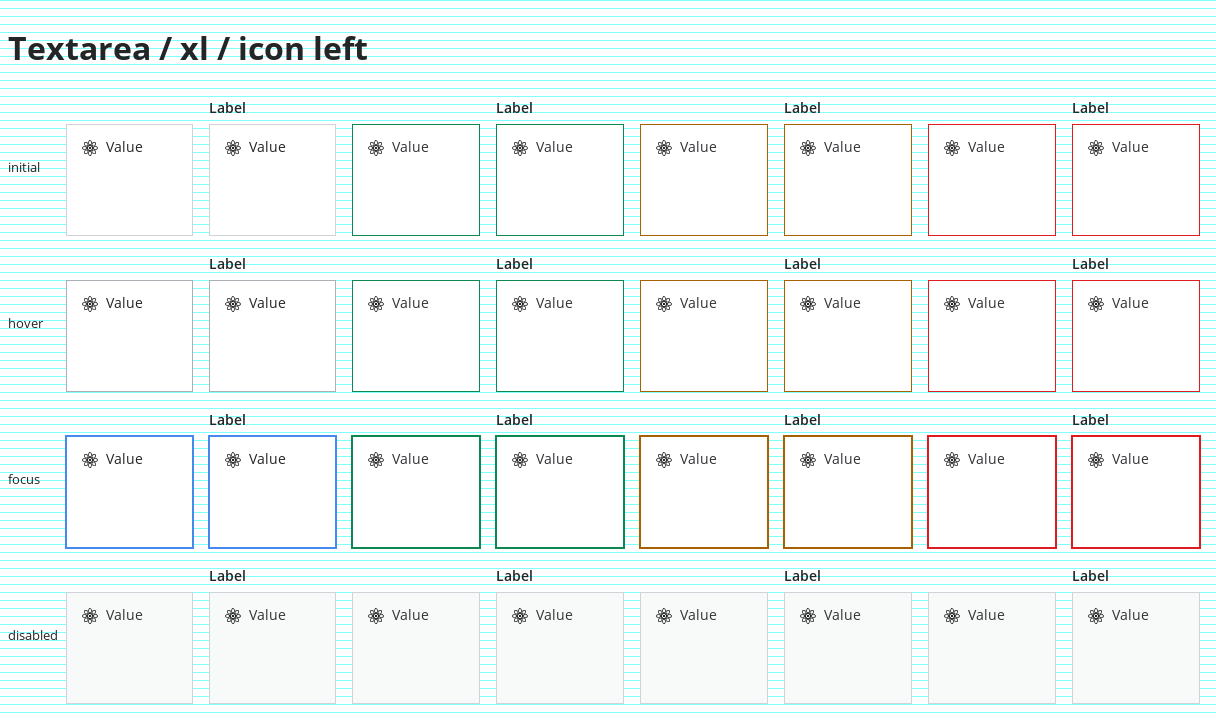 Textarea / xl / icon left
Label Label Label Label
initial Value Value Value Value Value Value Value Value
Label Label Label Label
hover Value Value Value Value Value Value Value Value
Label Label Label Label
focus Value Value Value Value Value Value Value Value
Label Label Label Label
disabled Value Value Value Value Value Value Value Value